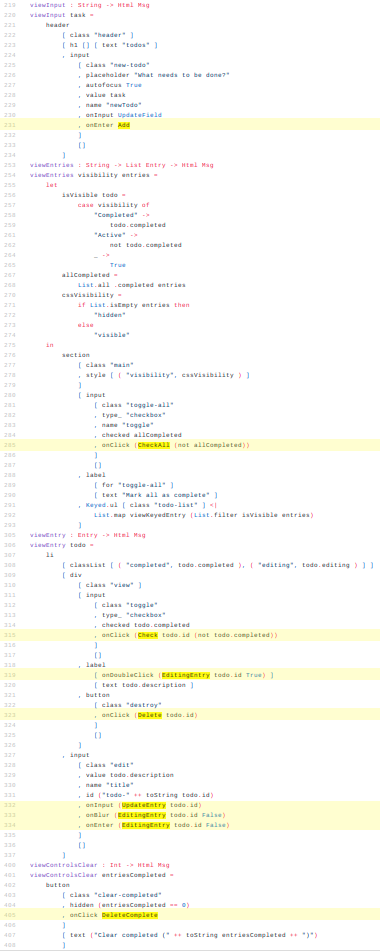 219 viewInput : String -> Html Msg
220 viewInput task =
221 header
222 [ class "header" ]
223 [ h1 [] [ text "todos" ]
224 , input
225 [ class "new-todo"
226 , placeholder "What needs to be done?"
227 , autofocus True
228 , value task
229 , name "newTodo"
230 , onInput UpdateField
231 , onEnter Add
232 ]
233 []
234 ]
253 viewEntries : String -> List Entry -> Html Msg
254 viewEntries visibility entries =
255 let
256 isVisible todo =
257 case visibility of
258 "Completed" ->
259 todo.completed
261 "Active" ->
262 not todo.completed
264 _ ->
265 True
267 allCompleted =
268 List.all .completed entries
270 cssVisibility =
271 if List.isEmpty entries then
272 "hidden"
273 else
274 "visible"
275 in
276 section
277 [ class "main"
278 , style [ ( "visibility", cssVisibility ) ]
279 ]
280 [ input
281 [ class "toggle-all"
282 , type_ "checkbox"
283 , name "toggle"
284 , checked allCompleted
285 , onClick (CheckAll (not allCompleted))
286 ]
287 []
288 , label
289 [ for "toggle-all" ]
290 [ text "Mark all as complete" ]
291 , Keyed.ul [ class "todo-list" ] <|
292 List.map viewKeyedEntry (List.filter isVisible entries)
293 ]
305 viewEntry : Entry -> Html Msg
306 viewEntry todo =
307 li
308 [ classList [ ( "completed", todo.completed ), ( "editing", todo.editing ) ] ]
309 [ div
310 [ class "view" ]
311 [ input
312 [ class "toggle"
313 , type_ "checkbox"
314 , checked todo.completed
315 , onClick (Check todo.id (not todo.completed))
316 ]
317 []
318 , label
319 [ onDoubleClick (EditingEntry todo.id True) ]
320 [ text todo.description ]
321 , button
322 [ class "destroy"
323 , onClick (Delete todo.id)
324 ]
325 []
326 ]
327 , input
328 [ class "edit"
329 , value todo.description
330 , name "title"
331 , id ("todo-" ++ toString todo.id)
332 , onInput (UpdateEntry todo.id)
333 , onBlur (EditingEntry todo.id False)
334 , onEnter (EditingEntry todo.id False)
335 ]
336 []
337 ]
400 viewControlsClear : Int -> Html Msg
401 viewControlsClear entriesCompleted =
402 button
403 [ class "clear-completed"
404 , hidden (entriesCompleted == 0)
405 , onClick DeleteComplete
406 ]
407 [ text ("Clear completed (" ++ toString entriesCompleted ++ ")")
408 ]